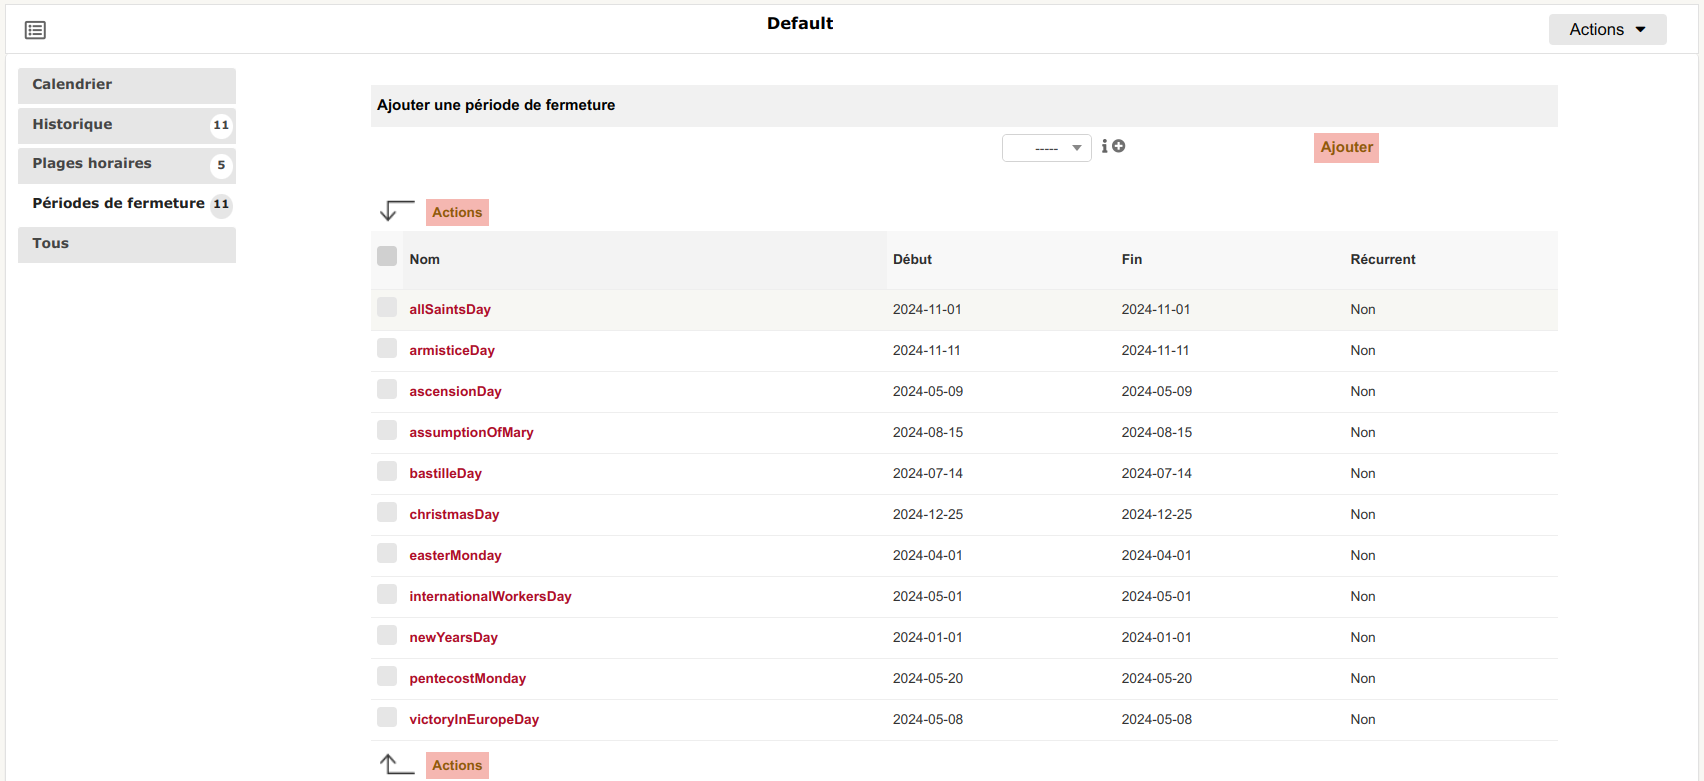 Default
Actions
Calendrier
Historique 11
Plages horaires 5
Périodes de fermeture 11
Tous
Ajouter une période de fermeture
-----
Ajouter
Actions
Nom Début Fin Récurrent
allSaintsDay 2024-11-01 2024-11-01 Non
armisticeDay 2024-11-11 2024-11-11 Non
ascensionDay 2024-05-09 2024-05-09 Non
assumptionOfMary 2024-08-15 2024-08-15 Non
bastilleDay 2024-07-14 2024-07-14 Non
christmasDay 2024-12-25 2024-12-25 Non
easterMonday 2024-04-01 2024-04-01 Non
internationalWorkersDay 2024-05-01 2024-05-01 Non
newYearsDay 2024-01-01 2024-01-01 Non
pentecostMonday 2024-05-20 2024-05-20 Non
victoryInEuropeDay 2024-05-08 2024-05-08 Non
Actions